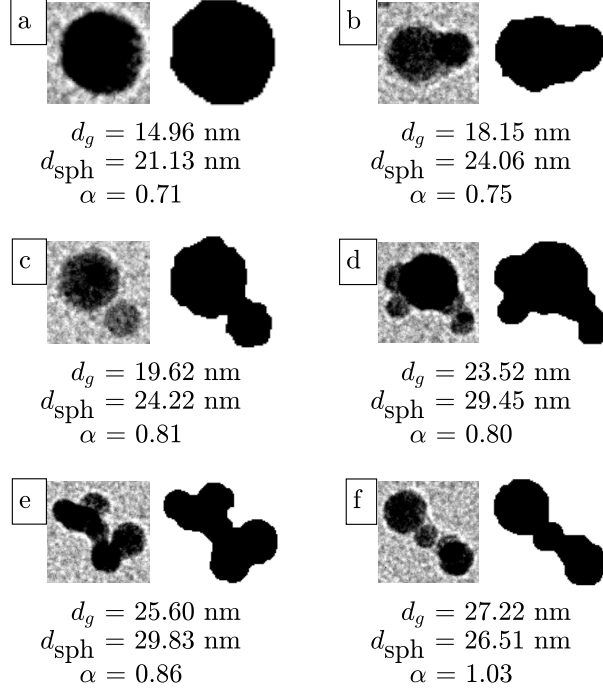 a
d_g = 14.96 nm
d_sph = 21.13 nm
α = 0.71
b
d_g = 18.15 nm
d_sph = 24.06 nm
α = 0.75
c
d_g = 19.62 nm
d_sph = 24.22 nm
α = 0.81
d
d_g = 23.52 nm
d_sph = 29.45 nm
α = 0.80
e
d_g = 25.60 nm
d_sph = 29.83 nm
α = 0.86
f
d_g = 27.22 nm
d_sph = 26.51 nm
α = 1.03